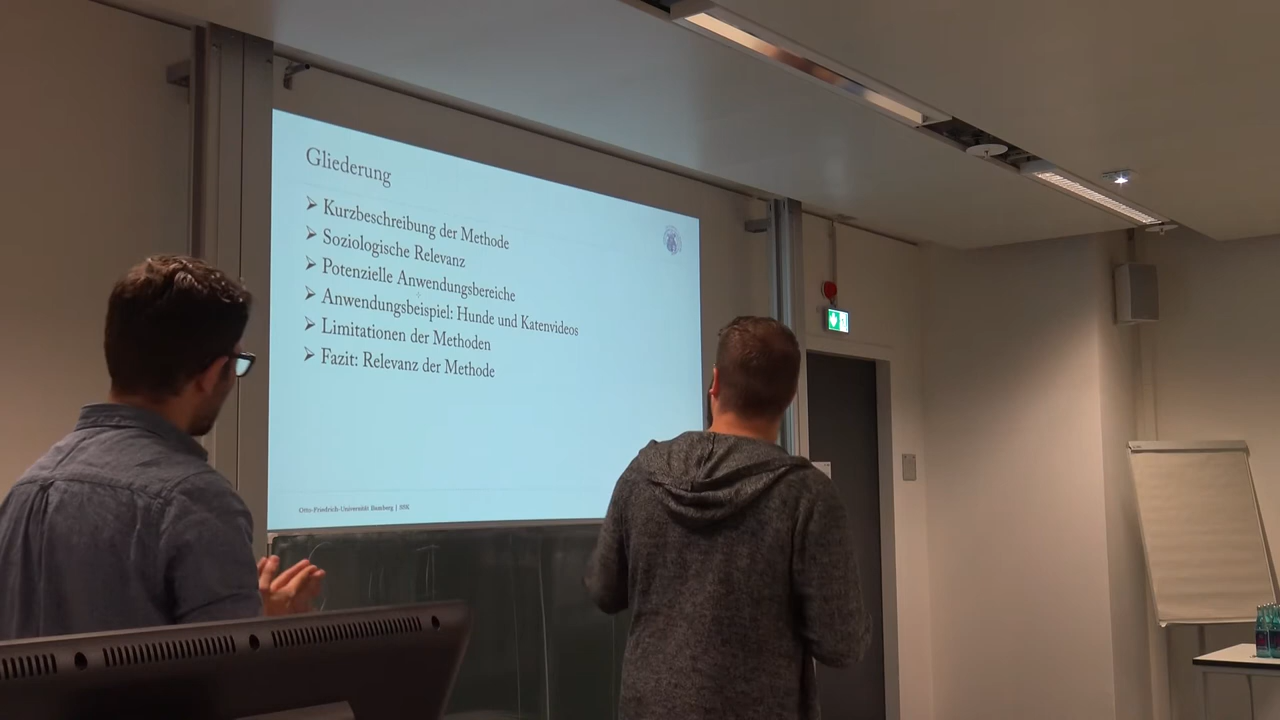 Gliederung
➢ Kurzbeschreibung der Methode
➢ Soziologische Relevanz
➢ Potenzielle Anwendungsbereiche
➢ Anwendungsbeispiel: Hunde und Katenvideos
➢ Limitationen der Methoden
➢ Fazit: Relevanz der Methode
Otto-Friedrich-Universität Bamberg |